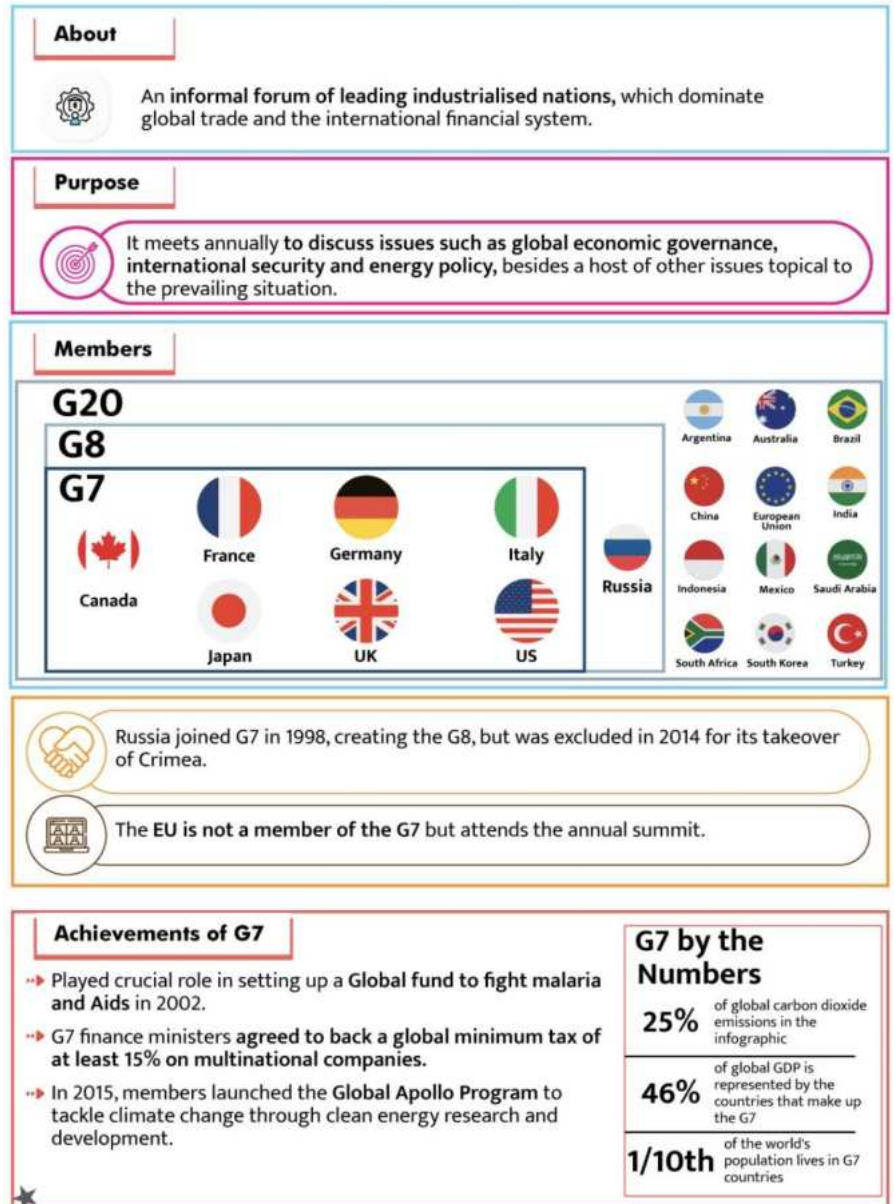 About
An informal forum of leading industrialised nations, which dominate
global trade and the international financial system.
Purpose
It meets annually to discuss issues such as global economic governance,
international security and energy policy, besides a host of other issues topical to
the prevailing situation.
Members
G20
G8
G7
Canada
France
Germany
Italy
Japan
UK
US
Russia
Argentina
Australia
Brazil
China
European
Union
India
Indonesia
Mexico
Saudi Arabia
South Africa
South Korea
Turkey
Russia joined G7 in 1998, creating the G8, but was excluded in 2014 for its takeover
of Crimea.
The EU is not a member of the G7 but attends the annual summit.
Achievements of G7
Played crucial role in setting up a Global fund to fight malaria
and Aids in 2002.
G7 finance ministers agreed to back a global minimum tax of
at least 15% on multinational companies.
In 2015, members launched the Global Apollo Program to
tackle climate change through clean energy research and
development.
G7 by the
Numbers
25%
of global carbon dioxide
emissions in the
infographic
46%
of global GDP is
represented by the
countries that make up
the G7
1/10th
of the world's
population lives in G7
countries